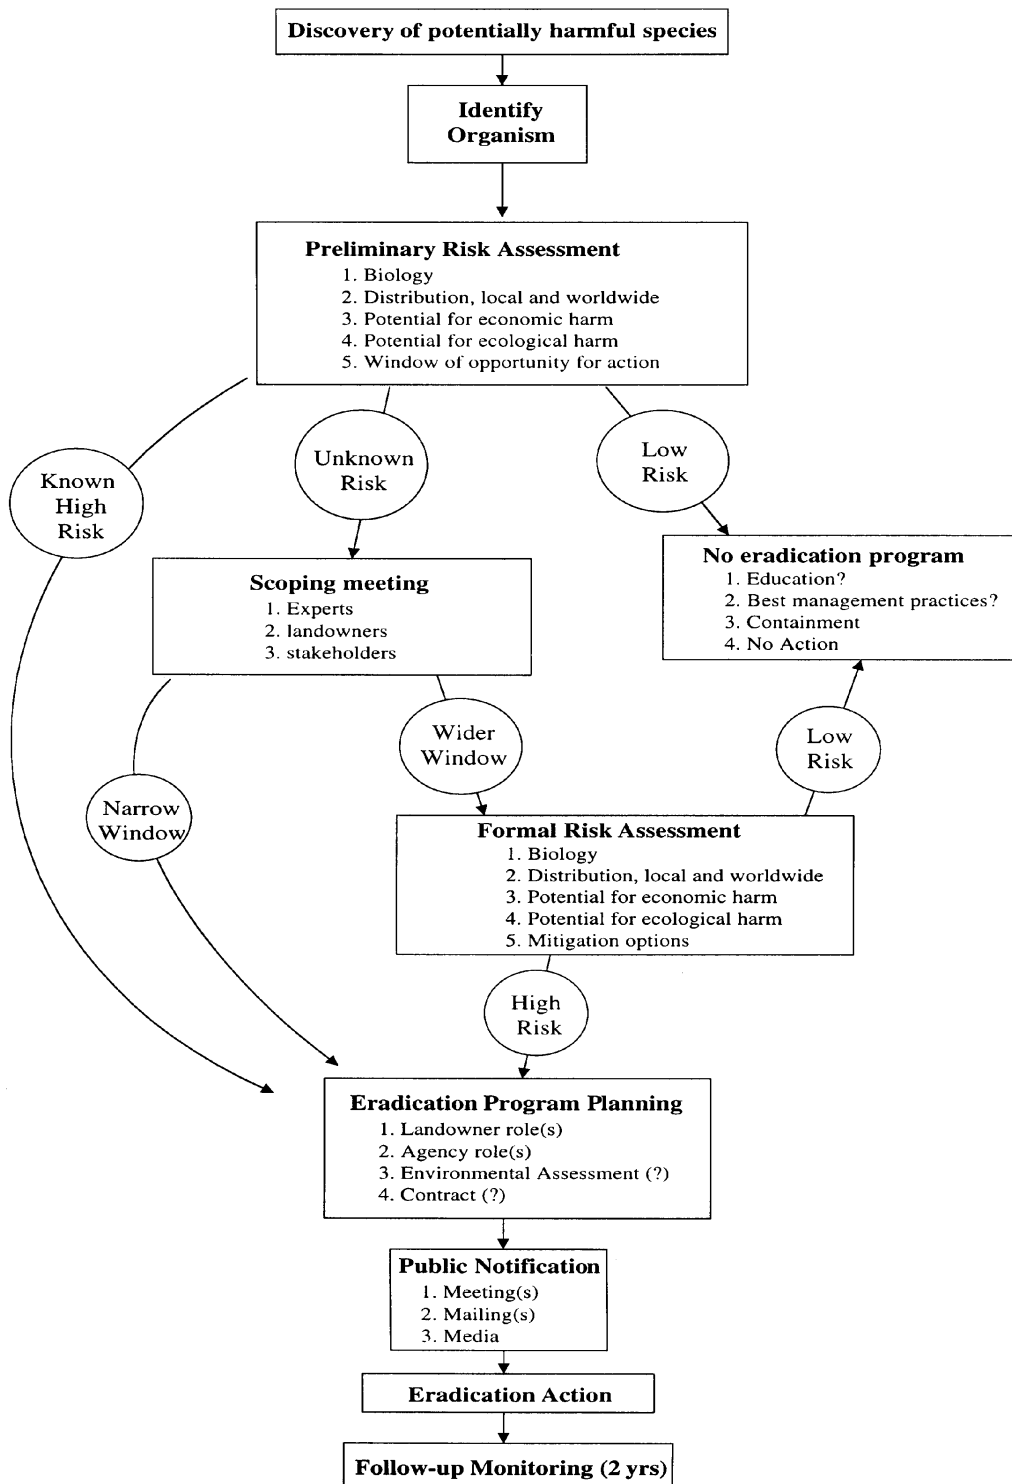 Discovery of potentially harmful species
Identify
Organism
Preliminary Risk Assessment
1. Biology
2. Distribution, local and worldwide
3. Potential for economic harm
4. Potential for ecological harm
5. Window of opportunity for action
Known
High
Risk
Unknown
Risk
Low
Risk
Scoping meeting
1. Experts
2. landowners
3. stakeholders
No eradication program
1. Education?
2. Best management practices?
3. Containment
4. No Action
Narrow
Window
Wider
Window
Low
Risk
Formal Risk Assessment
1. Biology
2. Distribution, local and worldwide
3. Potential for economic harm
4. Potential for ecological harm
5. Mitigation options
High
Risk
Eradication Program Planning
1. Landowner role(s)
2. Agency role(s)
3. Environmental Assessment (?)
4. Contract (?)
Public Notification
1. Meeting(s)
2. Mailing(s)
3. Media
Eradication Action
Follow-up Monitoring (2 yrs)